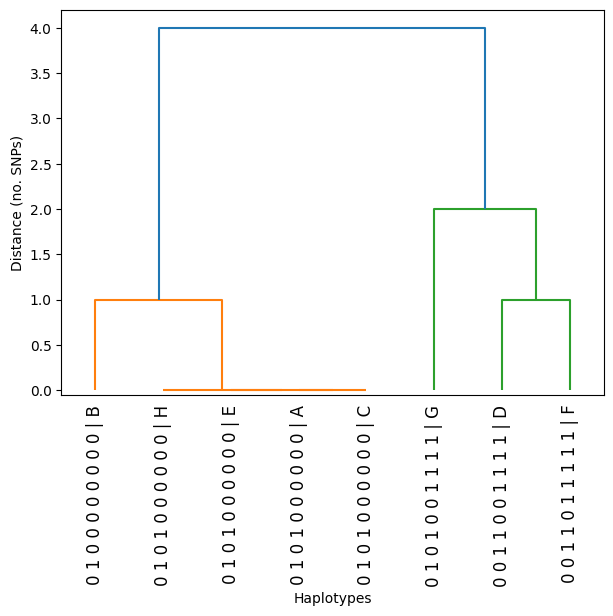 4.0
3.5
3.0
2.5
2.0
1.5
1.0
0.5
0.0
Distance (no. SNPs)
0 1 0 0 0 0 0 0 0 0 | B
0 1 0 1 0 0 0 0 0 0 | H
0 1 0 1 0 0 0 0 0 0 | E
0 1 0 1 0 0 0 0 0 0 | A
0 1 0 1 0 0 0 0 0 0 | C
0 1 0 1 0 0 1 1 1 1 | G
0 0 1 1 0 0 1 1 1 1 | D
0 0 1 1 0 1 1 1 1 1 | F
Haplotypes